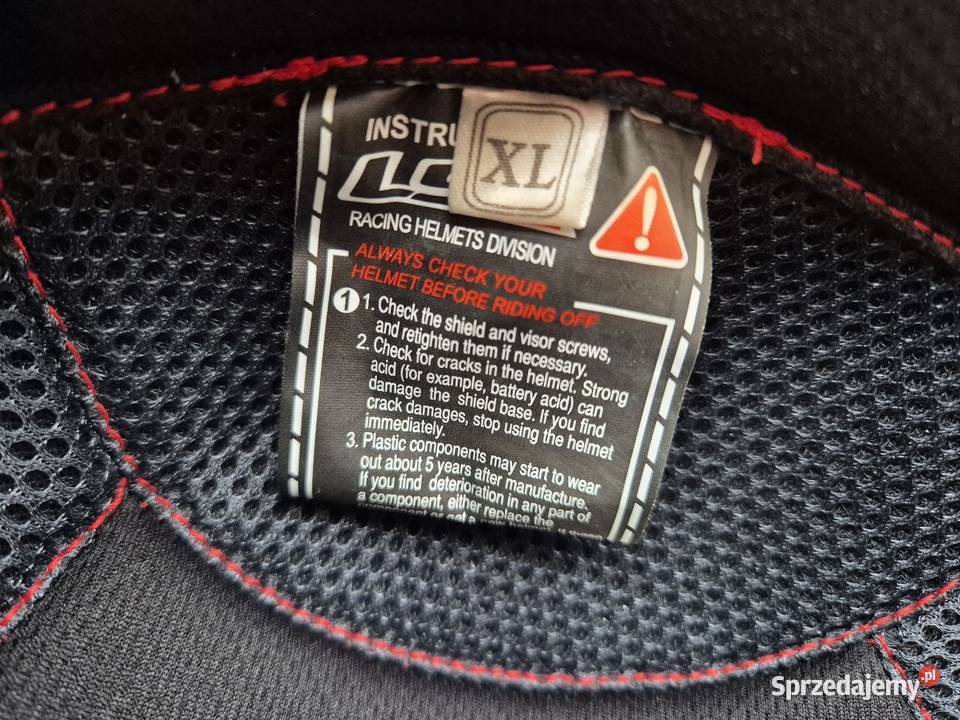 INSTRU
XL
RACING HELMETS DIVISION
ALWAYS CHECK YOUR
HELMET BEFORE RIDING OFF
1 1. Check the shield and visor screws,
and retighten them if necessary.
2. Check for cracks in the helmet. Strong
acid (for example, battery acid) can
damage the shield base. If you find
crack damages, stop using the helmet
immediately.
3. Plastic components may start to wear
out about 5 years after manufacture.
If you find deterioration in any part of
a component, either replace the
or get a
Sprzedajemy.pl